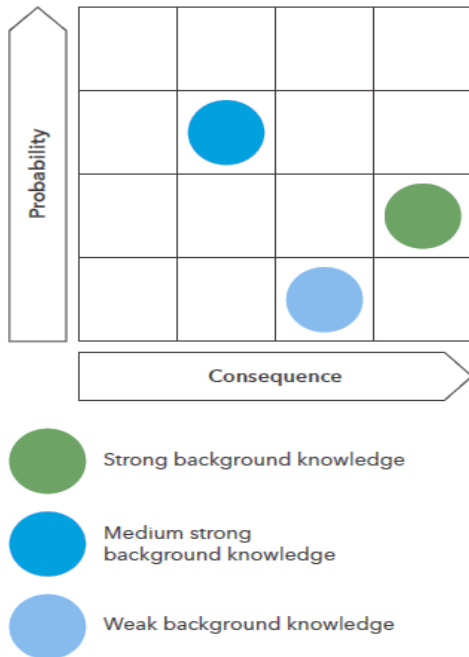 Probability
Consequence
Strong background knowledge
Medium strong
background knowledge
Weak background knowledge